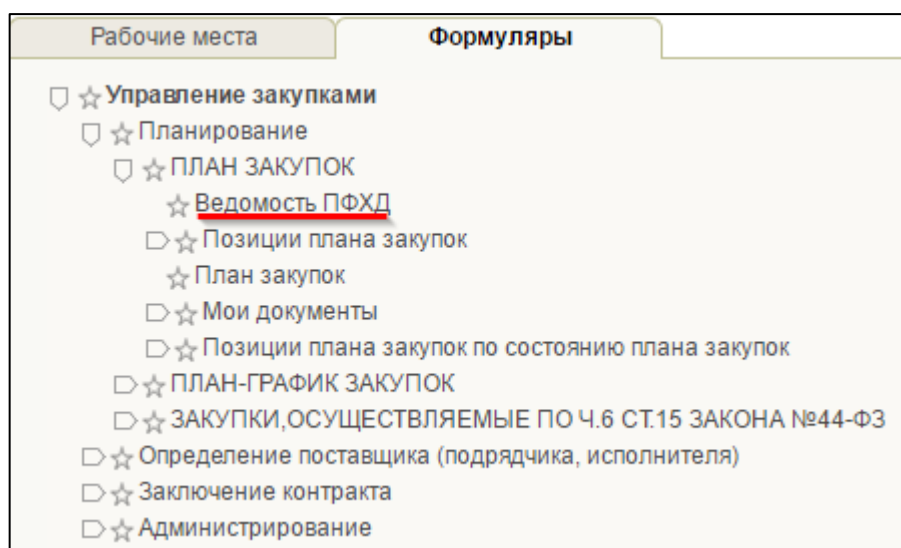 Рабочие места
Формуляры
Управление закупками
Планирование
ПЛАН ЗАКУПОК
Ведомость ПФХД
Позиции плана закупок
План закупок
Мои документы
Позиции плана закупок по состоянию плана закупок
ПЛАН-ГРАФИК ЗАКУПОК
ЗАКУПКИ,ОСУЩЕСТВЛЯЕМЫЕ ПО Ч.6 СТ.15 ЗАКОНА №44-ФЗ
Определение поставщика (подрядчика, исполнителя)
Заключение контракта
Администрирование